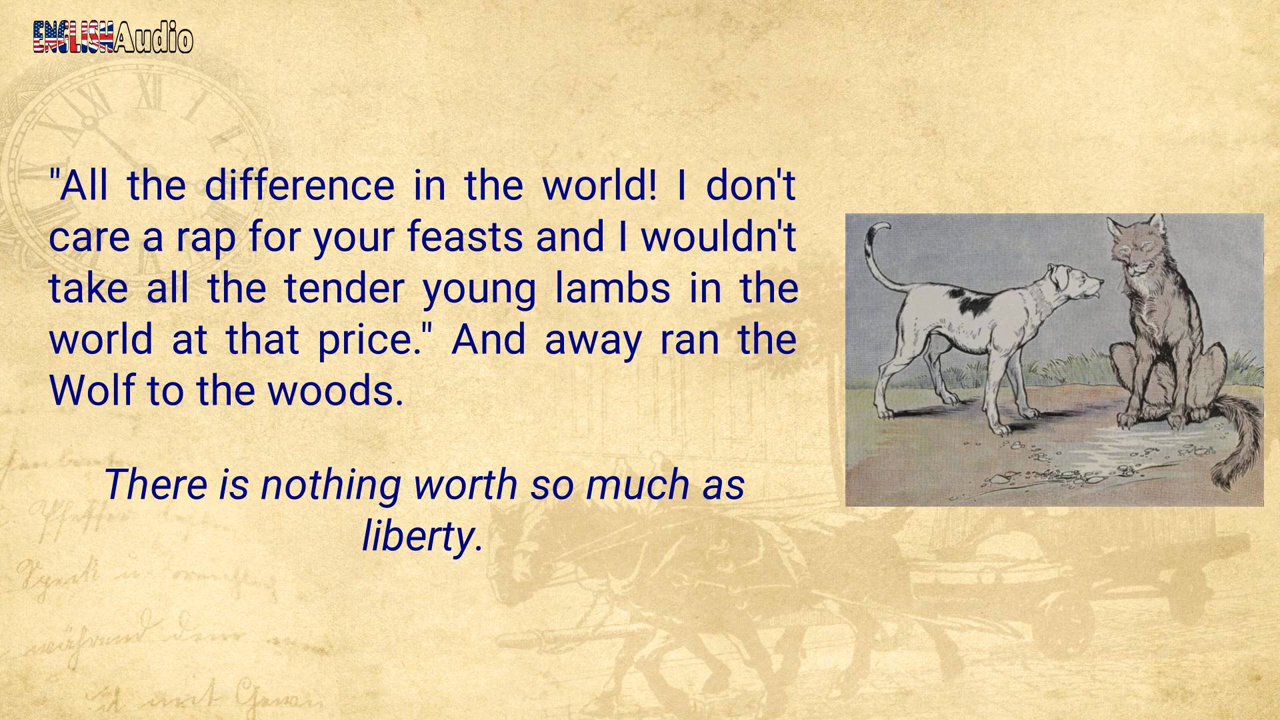 ENGLISHAudio
"All the difference in the world! I don't
care a rap for your feasts and I wouldn't
take all the tender young lambs in the
world at that price." And away ran the
Wolf to the woods.
There is nothing worth so much as
liberty.